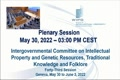 Plenary Session
May 30, 2022 – 03:00 PM CEST
Intergovernmental Committee on Intellectual
Property and Genetic Resources, Traditional
Knowledge and Folklore
Forty-Third Session
Geneva, May 30 to June 3, 2022